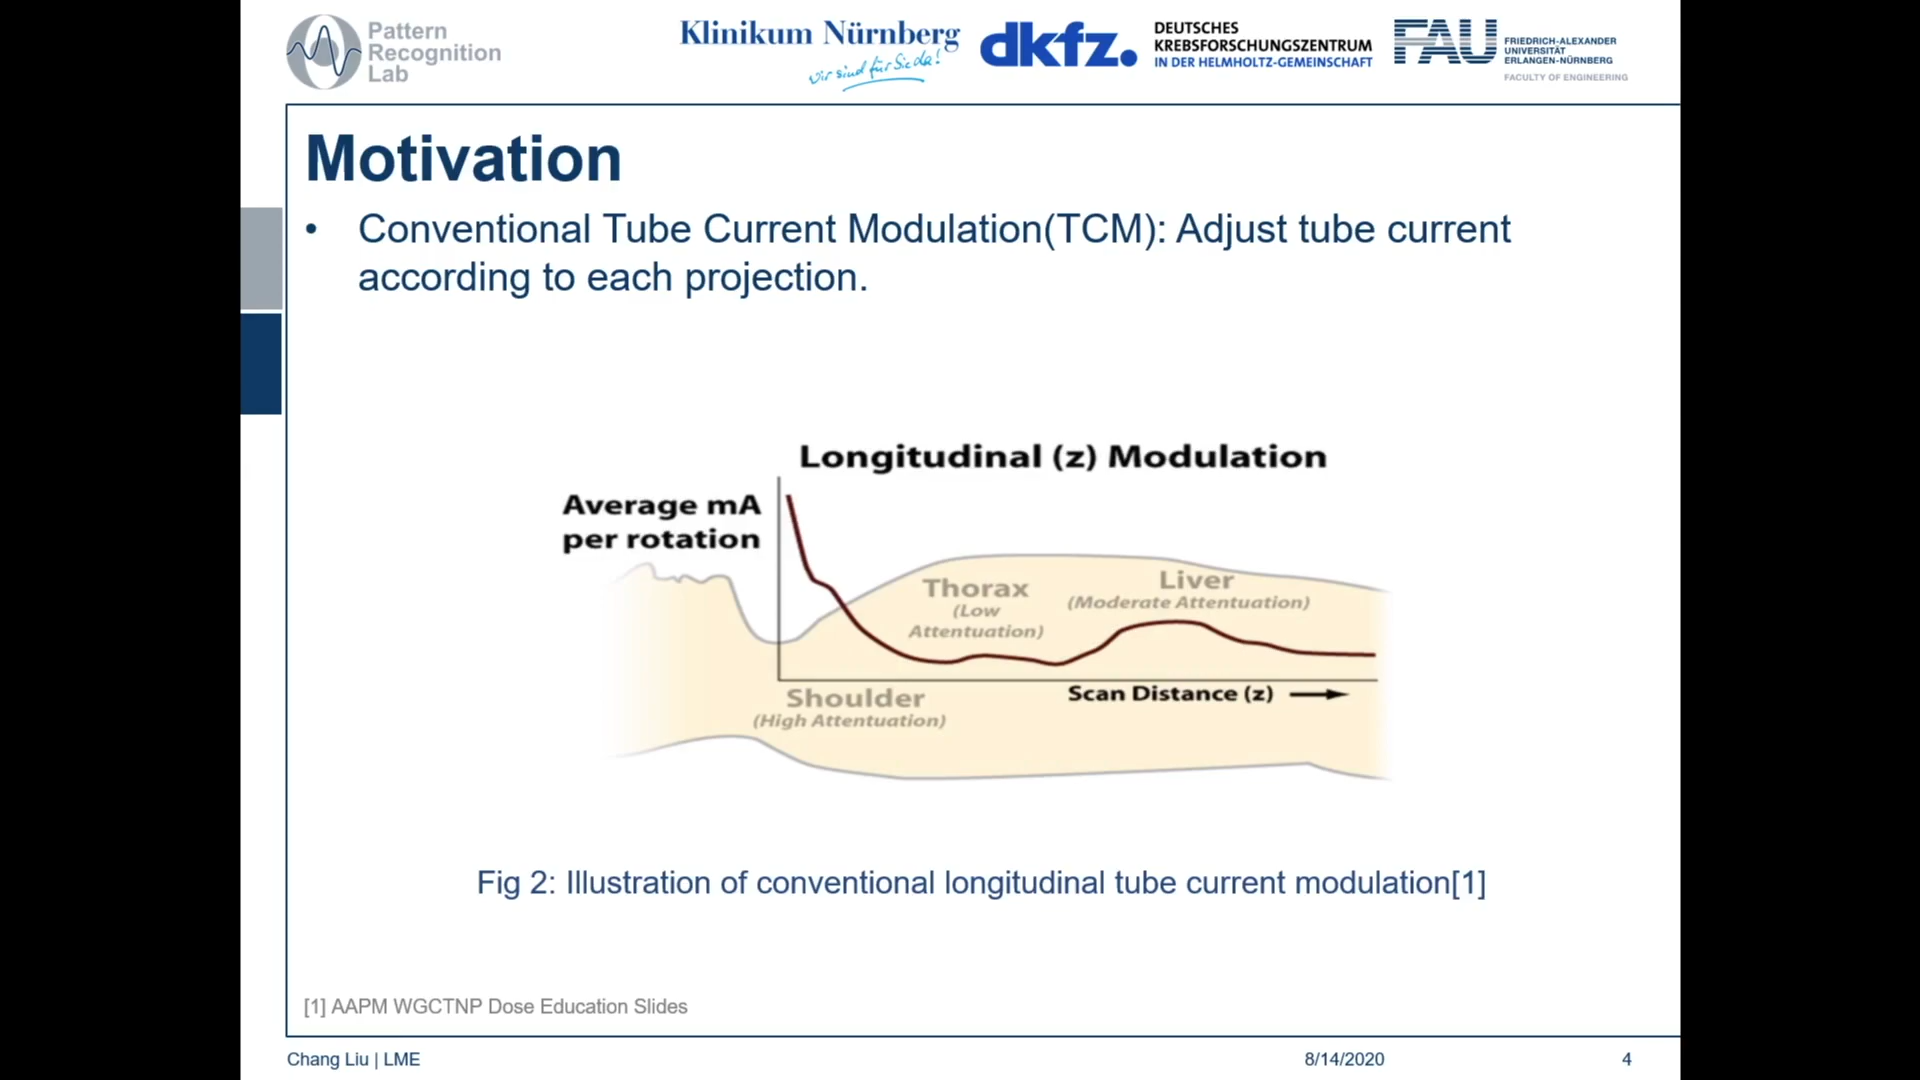 Pattern
Recognition
Lab
Klinikum Nürnberg
Wir sind für Sie da!
dkfz.
DEUTSCHES
KREBSFORSCHUNGSZENTRUM
IN DER HELMHOLTZ-GEMEINSCHAFT
FAU
FRIEDRICH-ALEXANDER
UNIVERSITÄT
ERLANGEN-NÜRNBERG
FACULTY OF ENGINEERING
Motivation
• Conventional Tube Current Modulation(TCM): Adjust tube current
according to each projection.
Longitudinal (z) Modulation
Average mA
per rotation
Thorax
(Low
Attentuation)
Liver
(Moderate Attentuation)
Shoulder
(High Attentuation)
Scan Distance (z)
Fig 2: Illustration of conventional longitudinal tube current modulation[1]
[1] AAPM WGCTNP Dose Education Slides
Chang Liu | LME
8/14/2020
4